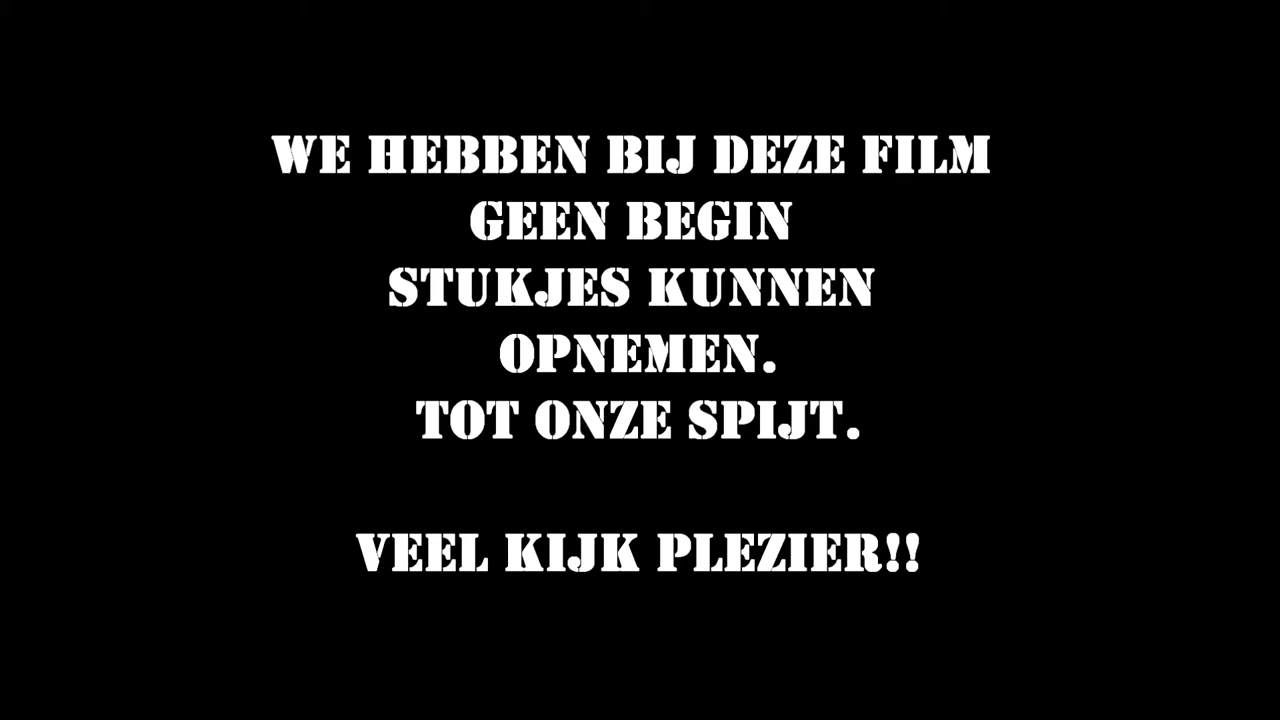 WE HEBBEN BIJ DEZE FILM
GEEN BEGIN
STUKJES KUNNEN
OPNEMEN.
TOT ONZE SPIJT.
VEEL KIJK PLEZIER!!